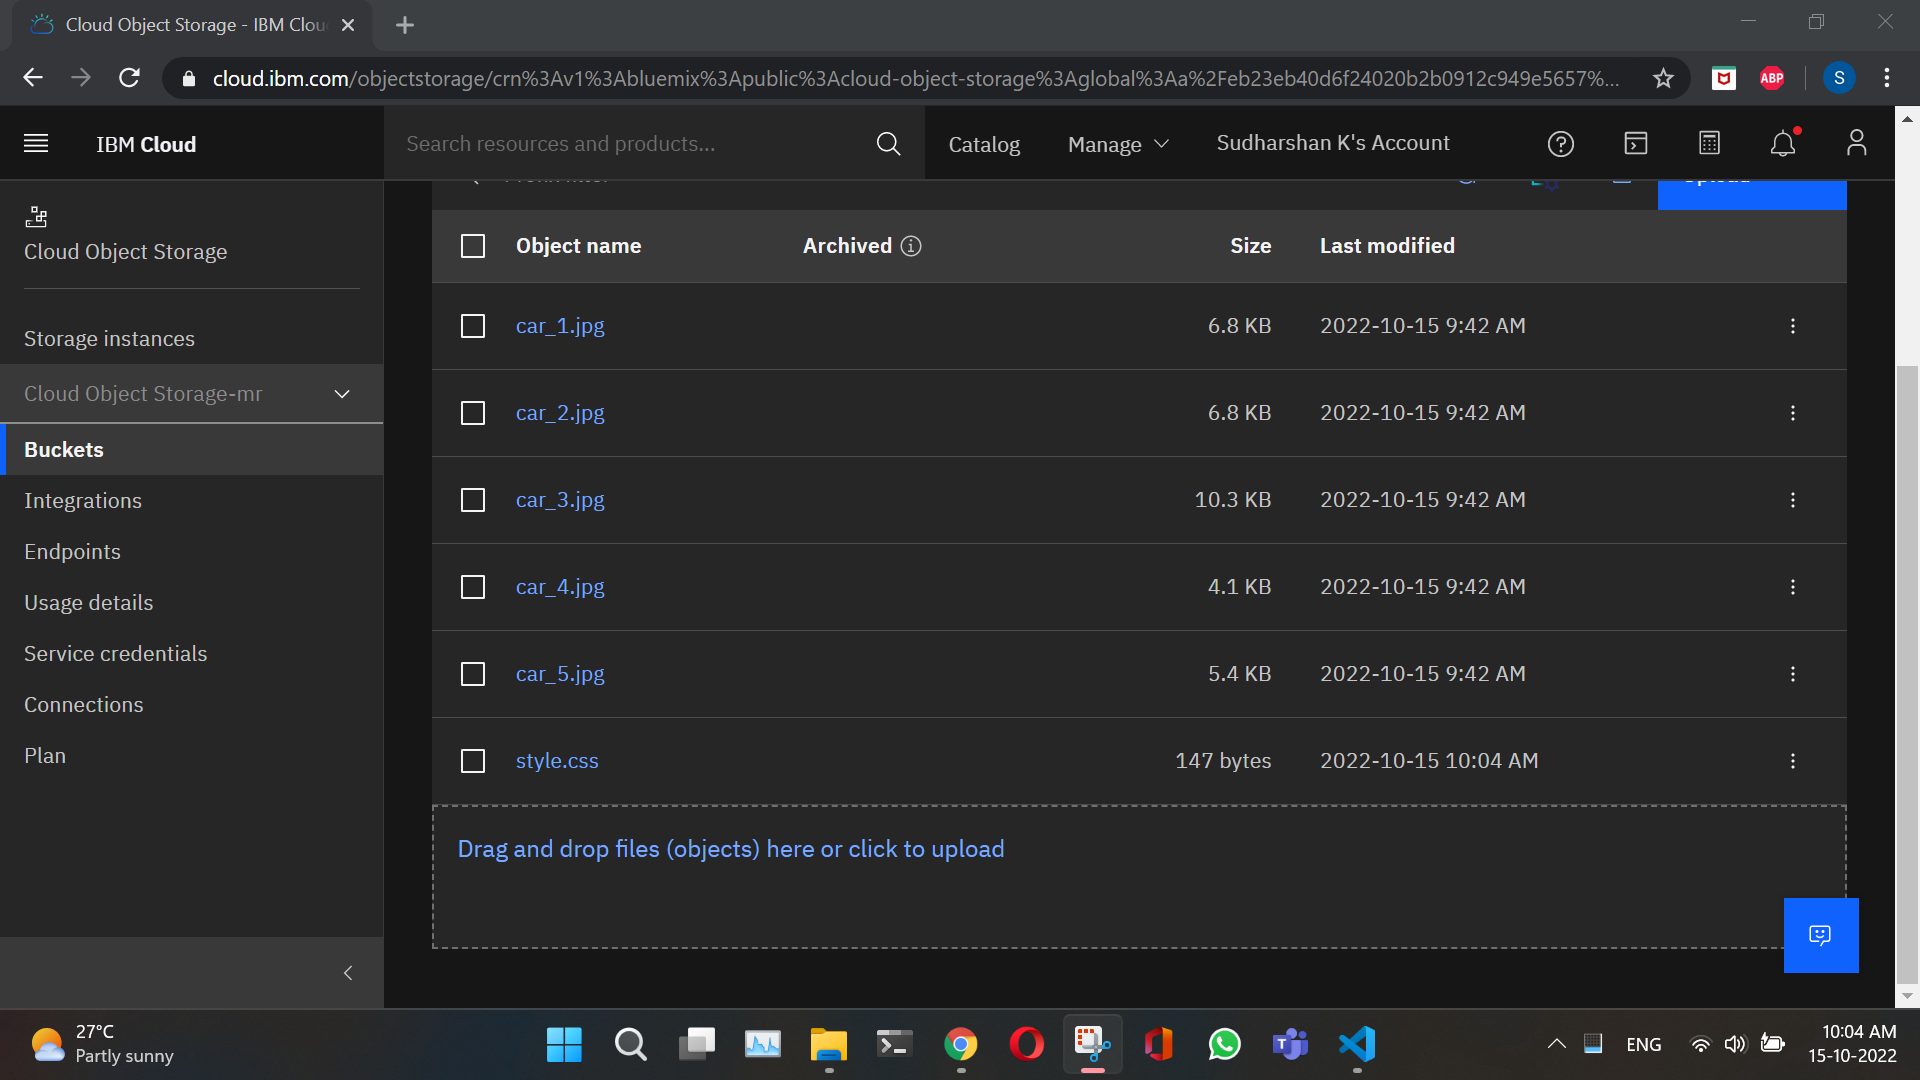 Cloud Object Storage - IBM Clou
cloud.ibm.com/objectstorage/crn%3Av1%3Abluemix%3Apublic%3Acloud-object-storage%3Aglobal%3Aa%2Feb23eb40d6f24020b2b0912c949e5657%...
ABP
S
IBM Cloud
Search resources and products...
Catalog
Manage
Sudharshan K's Account
Cloud Object Storage
Storage instances
Cloud Object Storage-mr
Buckets
Integrations
Endpoints
Usage details
Service credentials
Connections
Plan
Upload
Object name Archived Size Last modified
car_1.jpg 6.8 KB 2022-10-15 9:42 AM
car_2.jpg 6.8 KB 2022-10-15 9:42 AM
car_3.jpg 10.3 KB 2022-10-15 9:42 AM
car_4.jpg 4.1 KB 2022-10-15 9:42 AM
car_5.jpg 5.4 KB 2022-10-15 9:42 AM
style.css 147 bytes 2022-10-15 10:04 AM
Drag and drop files (objects) here or click to upload
27°C
Partly sunny
ENG
10:04 AM
15-10-2022